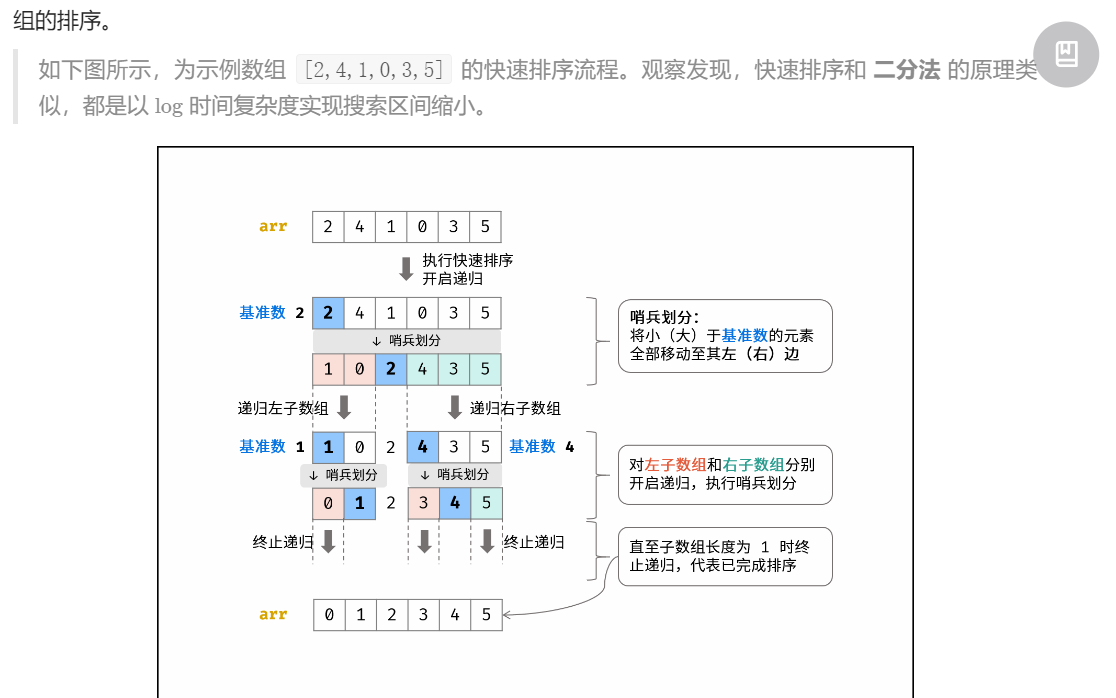 组的排序。
如下图所示，为示例数组 [2,4,1,0,3,5] 的快速排序流程。观察发现，快速排序和 二分法 的原理类
似，都是以 log 时间复杂度实现搜索区间缩小。
arr 2 4 1 0 3 5
执行快速排序
开启递归
基准数 2 2 4 1 0 3 5
↓ 哨兵划分
1 0 2 4 3 5
哨兵划分：
将小（大）于基准数的元素
全部移动至其左（右）边
递归左子数组 递归右子数组
基准数 1 1 0 2 4 3 5 基准数 4
↓ 哨兵划分 ↓ 哨兵划分
0 1 2 3 4 5
对左子数组和右子数组分别
开启递归，执行哨兵划分
终止递归 终止递归
直至子数组长度为 1 时终
止递归，代表已完成排序
arr 0 1 2 3 4 5